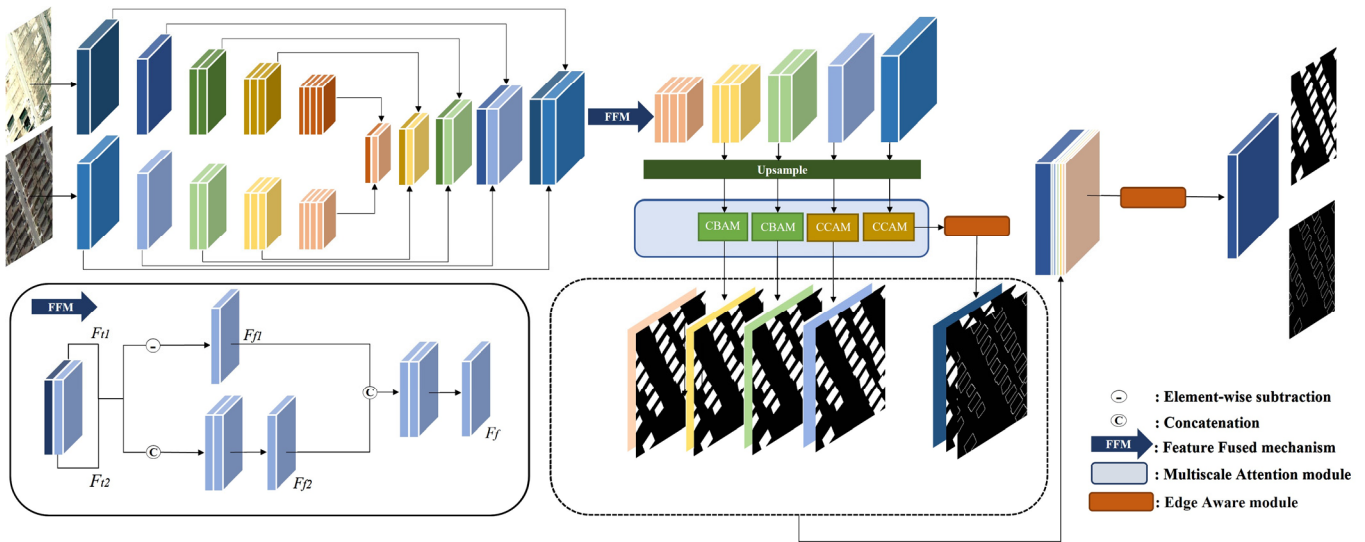 FFM
Upsample
CBAM CBAM CCAM CCAM
FFM
Ft1
Ff1
Ft2
Ff2
Ff
-
C
C
- : Element-wise subtraction
C : Concatenation
FFM : Feature Fused mechanism
: Multiscale Attention module
: Edge Aware module